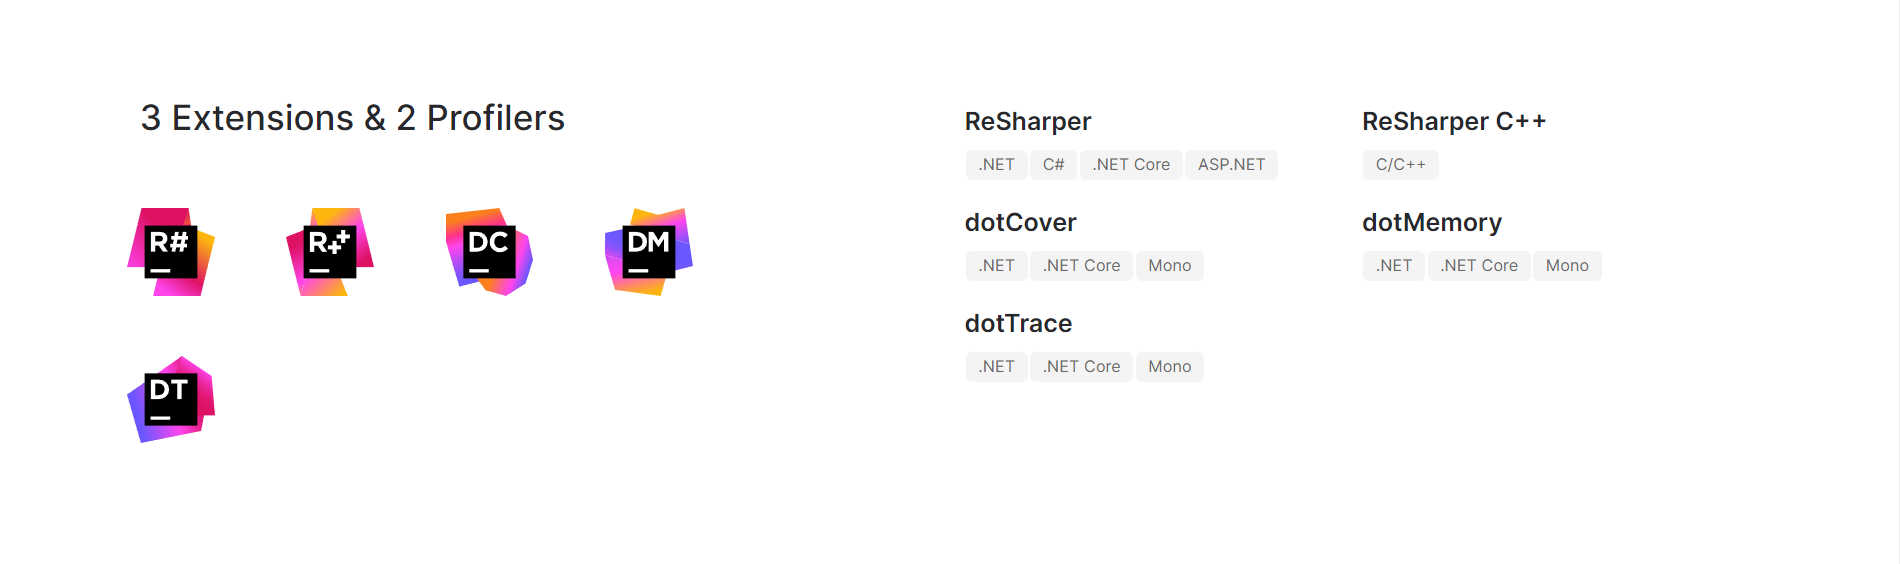 3 Extensions & 2 Profilers
R#
R++
DC
DM
DT
ReSharper
.NET C# .NET Core ASP.NET
ReSharper C++
C/C++
dotCover
.NET .NET Core Mono
dotMemory
.NET .NET Core Mono
dotTrace
.NET .NET Core Mono